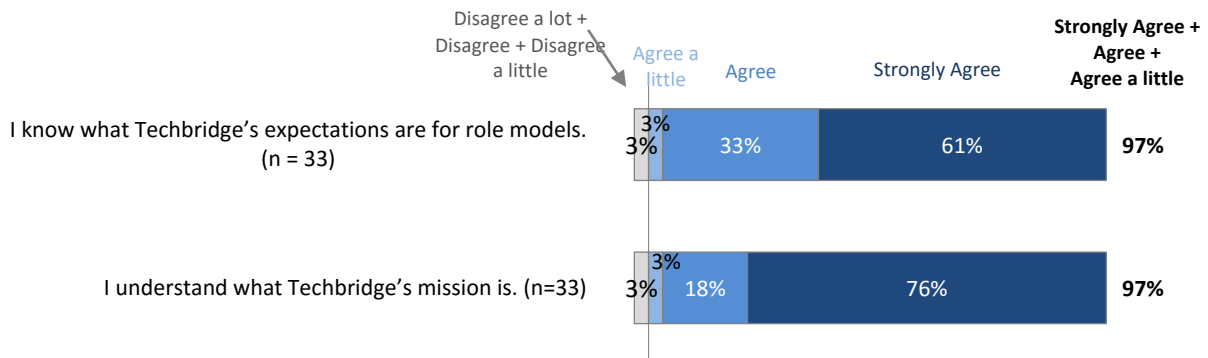 Disagree a lot +
Disagree + Disagree
a little
Agree a
little
Agree
Strongly Agree
Strongly Agree +
Agree +
Agree a little
I know what Techbridge's expectations are for role models.
(n = 33)
3%
3%
33%
61%
97%
I understand what Techbridge's mission is. (n=33)
3%
3%
18%
76%
97%